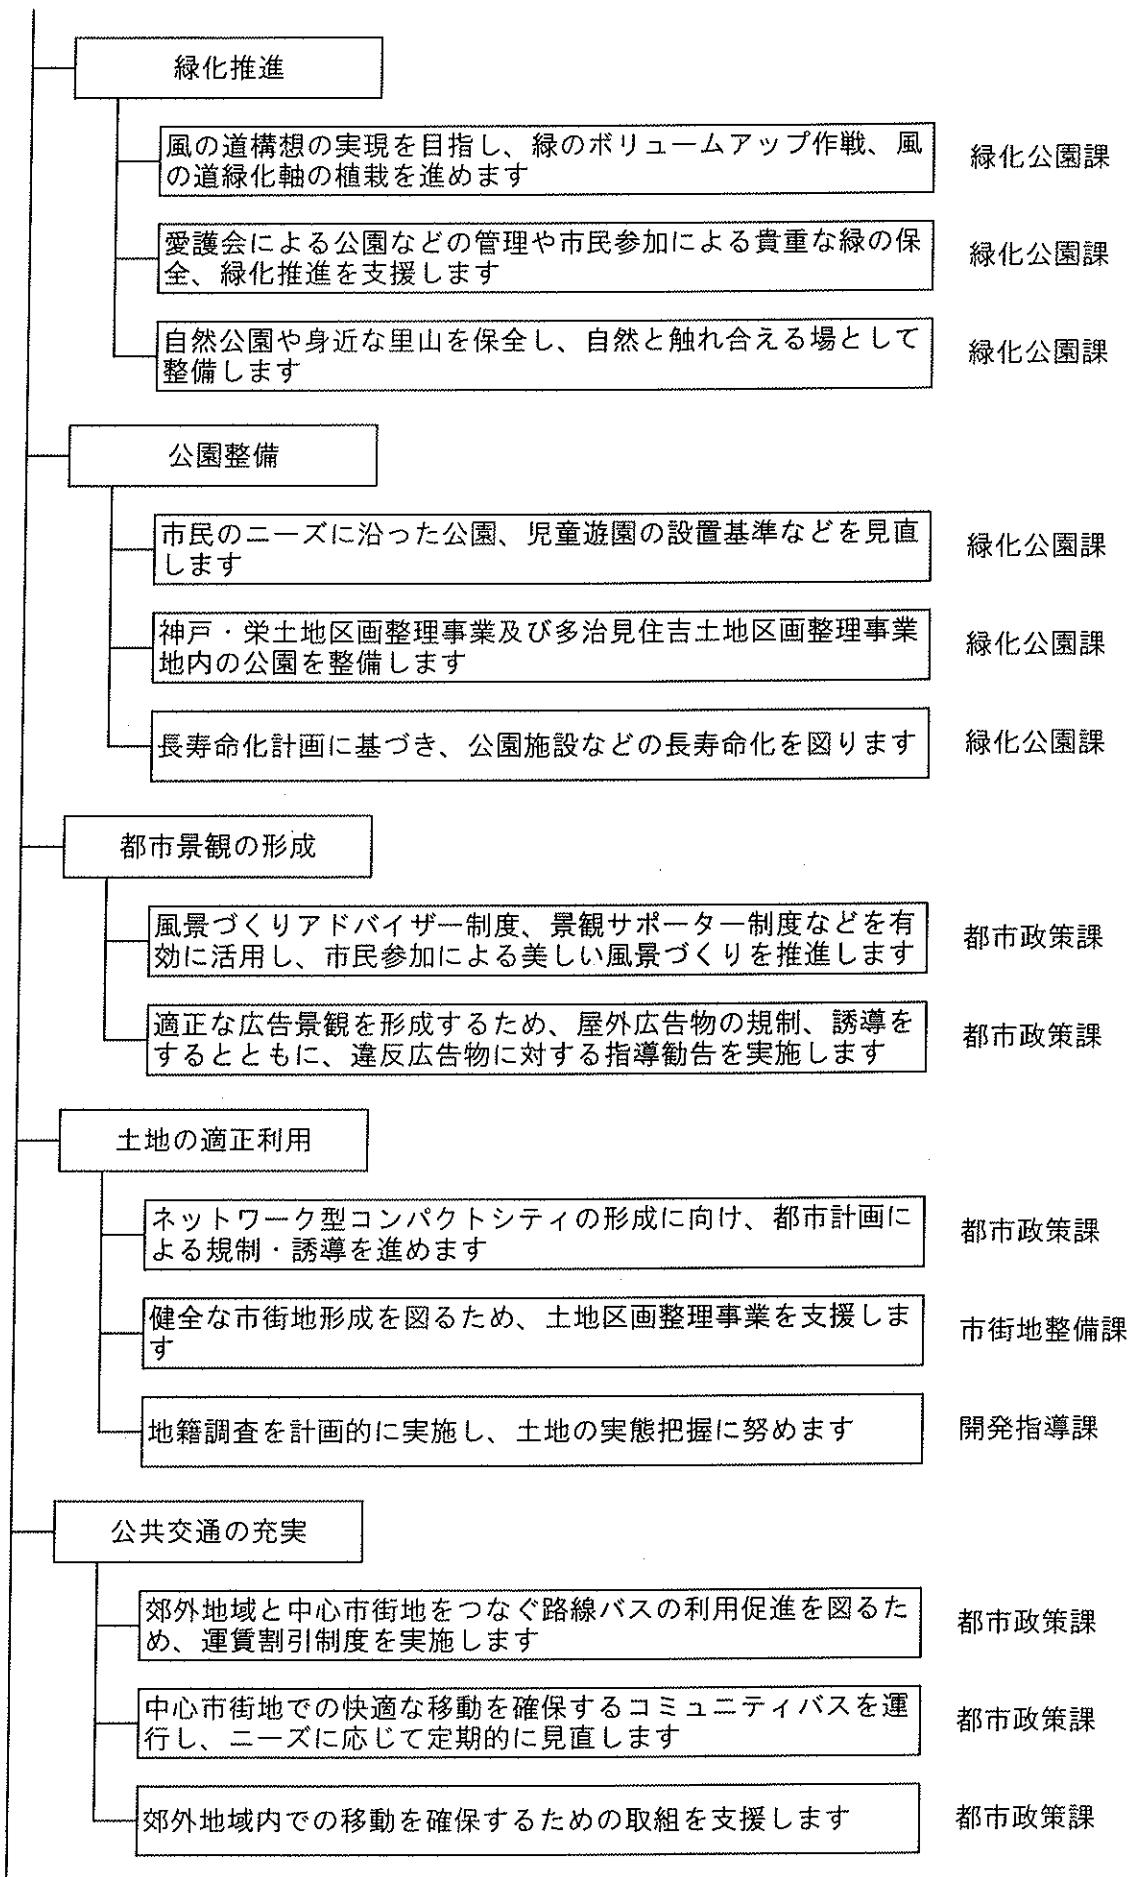 緑化推進
風の道構想の実現を目指し、緑のボリュームアップ作戦、風
の道緑化軸の植栽を進めます
緑化公園課
愛護会による公園などの管理や市民参加による貴重な緑の保
全、緑化推進を支援します
緑化公園課
自然公園や身近な里山を保全し、自然と触れ合える場として
整備します
緑化公園課
公園整備
市民のニーズに沿った公園、児童遊園の設置基準などを見直
します
緑化公園課
神戸・栄土地区画整理事業及び多治見住吉土地区画整理事業
地内の公園を整備します
緑化公園課
長寿命化計画に基づき、公園施設などの長寿命化を図ります
緑化公園課
都市景観の形成
風景づくりアドバイザー制度、景観サポーター制度などを有
効に活用し、市民参加による美しい風景づくりを推進します
都市政策課
適正な広告景観を形成するため、屋外広告物の規制、誘導を
するとともに、違反広告物に対する指導勧告を実施します
都市政策課
土地の適正利用
ネットワーク型コンパクトシティの形成に向け、都市計画に
よる規制・誘導を進めます
都市政策課
健全な市街地形成を図るため、土地区画整理事業を支援しま
す
市街地整備課
地籍調査を計画的に実施し、土地の実態把握に努めます
開発指導課
公共交通の充実
郊外地域と中心市街地をつなぐ路線バスの利用促進を図るた
め、運賃割引制度を実施します
都市政策課
中心市街地での快適な移動を確保するコミュニティバスを運
行し、ニーズに応じて定期的に見直します
都市政策課
郊外地域内での移動を確保するための取組を支援します
都市政策課